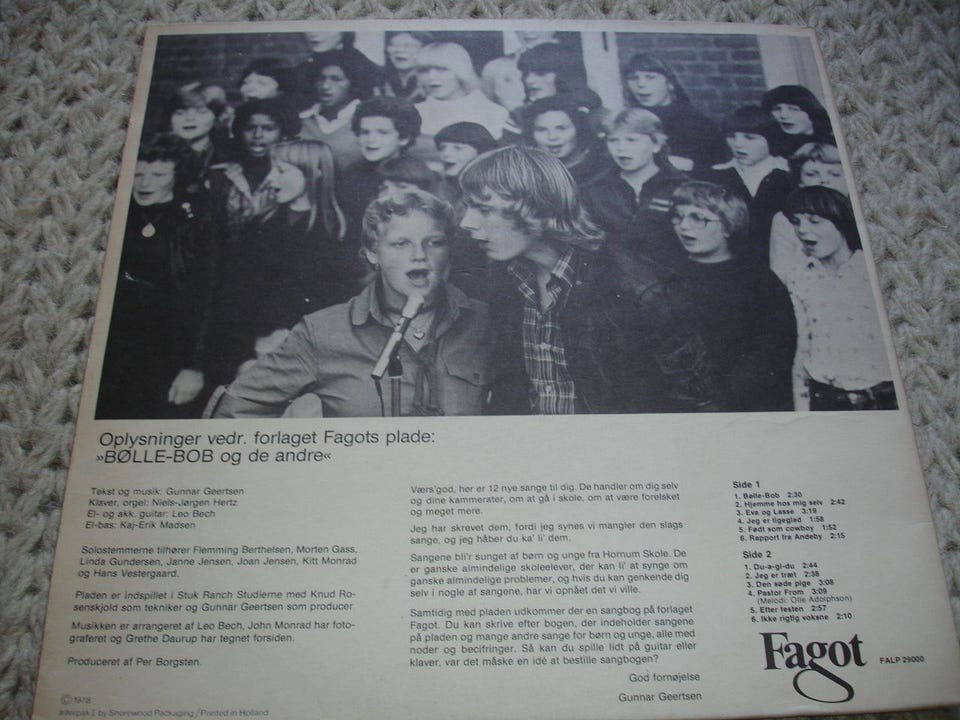 Oplysninger vedr. forlaget Fagots plade:
»BØLLE-BOB og de andre«
Tekst og musik: Gunnar Geertsen
Klaver, orgel: Niels-Jørgen Hertz
El- og akk. guitar: Leo Bech
El-bas: Kaj-Erik Madsen
Solostemmerne tilhører Flemming Berthelsen, Morten Gass,
Linda Gundersen, Janne Jensen, Joan Jensen, Kitt Monrad
og Hans Vestergaard.
Pladen er indspillet i Stuk Ranch Studierne med Knud Ro-
senskjold som tekniker og Gunnar Geertsen som producer
Musikken er arrangeret af Leo Bech, John Monrad har foto-
graferet og Grethe Daurup har tegnet forsiden.
Produceret af Per Borgsten.
©1978
Interpak I by Shorewood Packaging / Printed in Holland
Værs'god, her er 12 nye sange til dig. De handler om dig selv
og dine kammerater, om at gå i skole, om at være forelsket
og meget mere.
Jeg har skrevet dem, fordi jeg synes vi mangler den slags
sange, og jeg håber du ka' li' dem.
Sangene bli'r sunget af børn og unge fra Hornum Skole. De
er ganske almindelige skoleelever, der kan li' at synge om
ganske almindelige problemer, og hvis du kan genkende dig
selv i nogle af sangene, har vi opnået det vi ville.
Samtidig med pladen udkommer der en sangbog på forlaget
Fagot. Du kan skrive efter bogen, der indeholder sangene
på pladen og mange andre sange for børn og unge, alle med
noder og becifringer. Så kan du spille lidt på guitar eller
klaver, var det måske en idé at bestille sangbogen?
God fornøjelse
Gunnar Geertsen
Side 1
1. Bølle-Bob 2:30
2. Hjemme hos mig selv 2:42
3. Eva og Lasse 3:19
4. Jeg er ligeglad 1:58
5. Født som cowboy 1:52
6. Rapport fra Andeby 2:15
Side 2
1. Du-a-gi-du 2:44
2. Jeg er træt 2:38
3. Den søde pige 3:08
4. Pastor From 3:09
(Melodi: Olle Adolphson)
5. Efter festen 2:57
6. Ikke rigtig voksne 2:10
Fagot
FALP 29000